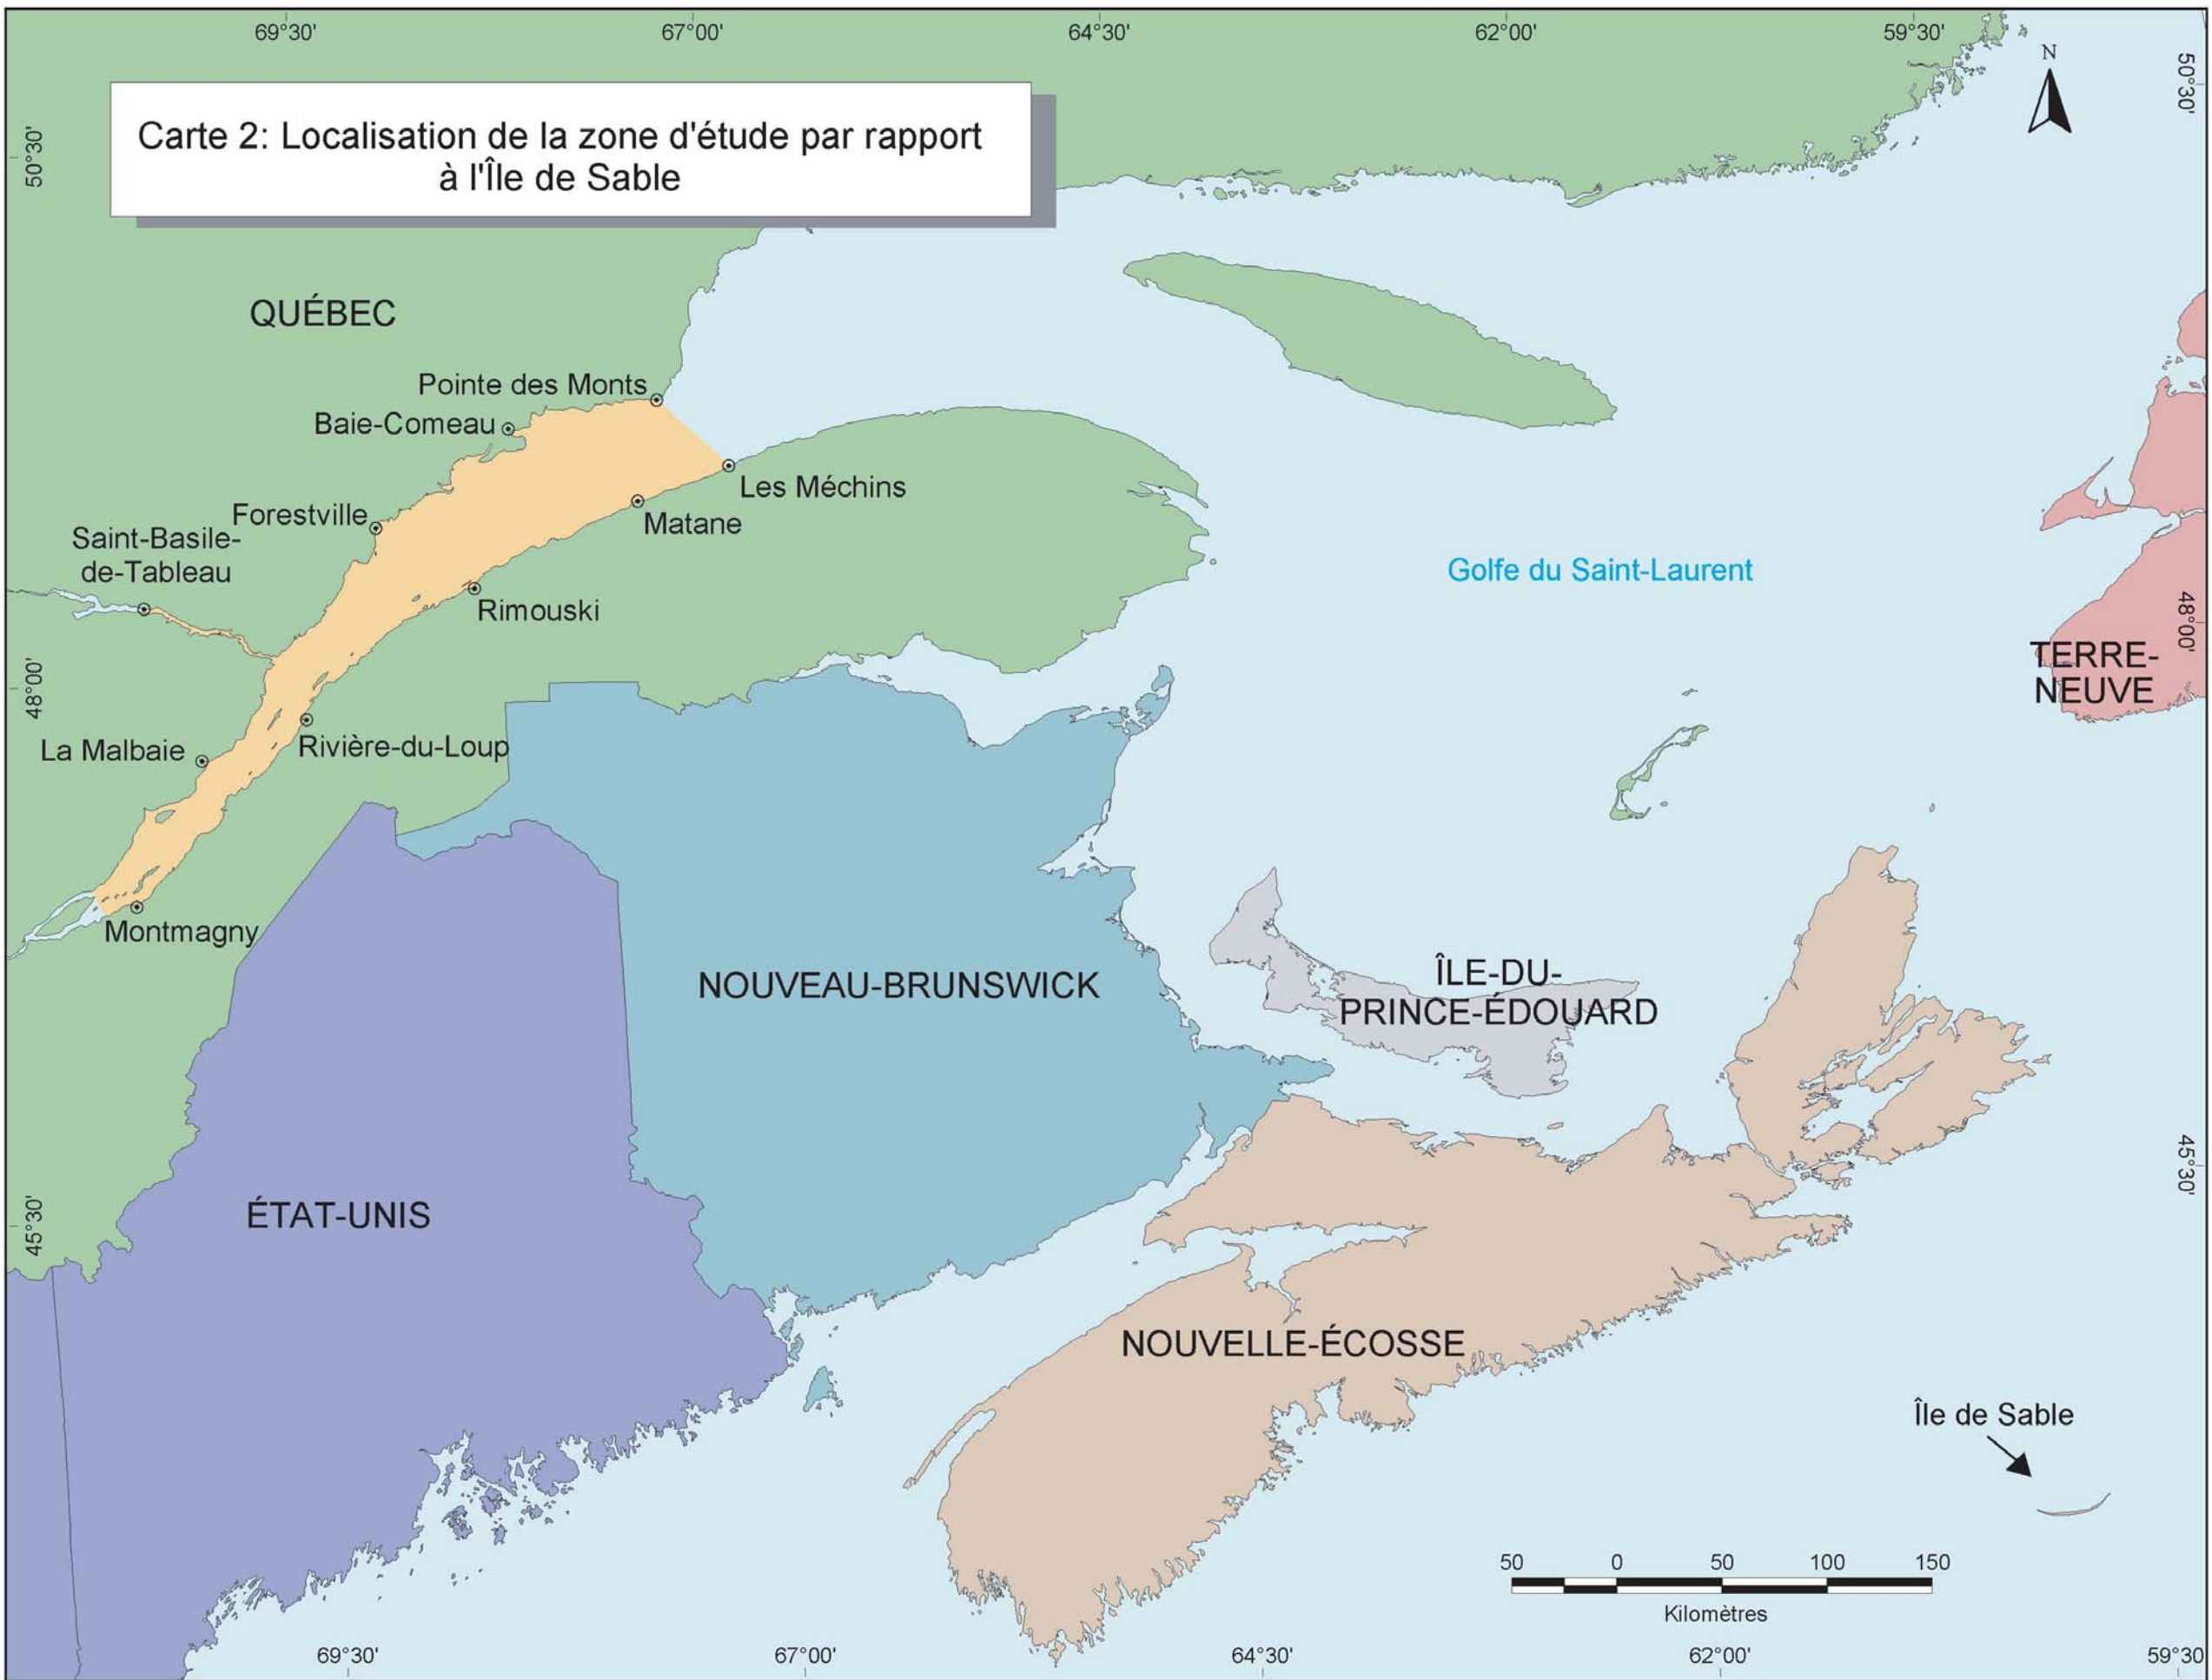 69°30'
67°00'
64°30'
62°00'
59°30'
N
50°30'
50°30'
Carte 2: Localisation de la zone d'étude par rapport
à l'Île de Sable
QUÉBEC
Pointe des Monts
Baie-Comeau
Les Méchins
Forestville
Matane
Saint-Basile-
de-Tableau
Golfe du Saint-Laurent
Rimouski
48°00'
48°00'
TERRE-
NEUVE
La Malbaie
Rivière-du-Loup
Montmagny
NOUVEAU-BRUNSWICK
ÎLE-DU-
PRINCE-ÉDOUARD
45°30'
45°30'
ÉTAT-UNIS
NOUVELLE-ÉCOSSE
Île de Sable
50 0 50 100 150
Kilomètres
69°30'
67°00'
64°30'
62°00'
59°30'